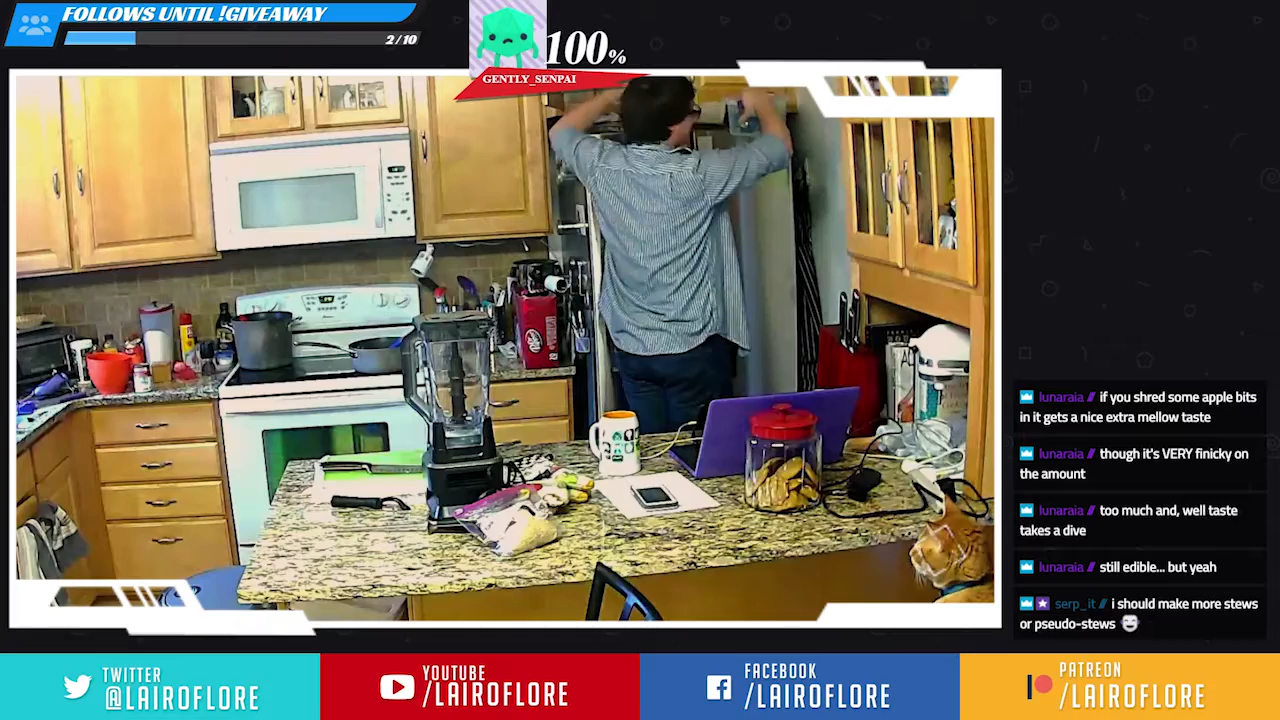 FOLLOWS UNTIL !GIVEAWAY
2/10
100%
GENTLY_SENPAI
lunaraia // if you shred some apple bits
in it gets a nice extra mellow taste
lunaraia // though it's VERY finicky on
the amount
lunaraia // too much and, well taste
takes a dive
lunaraia // still edible... but yeah
serp_it // i should make more stews
or pseudo-stews
TWITTER
@LAIROFLORE
YOUTUBE
/LAIROFLORE
FACEBOOK
/LAIROFLORE
PATREON
/LAIROFLORE